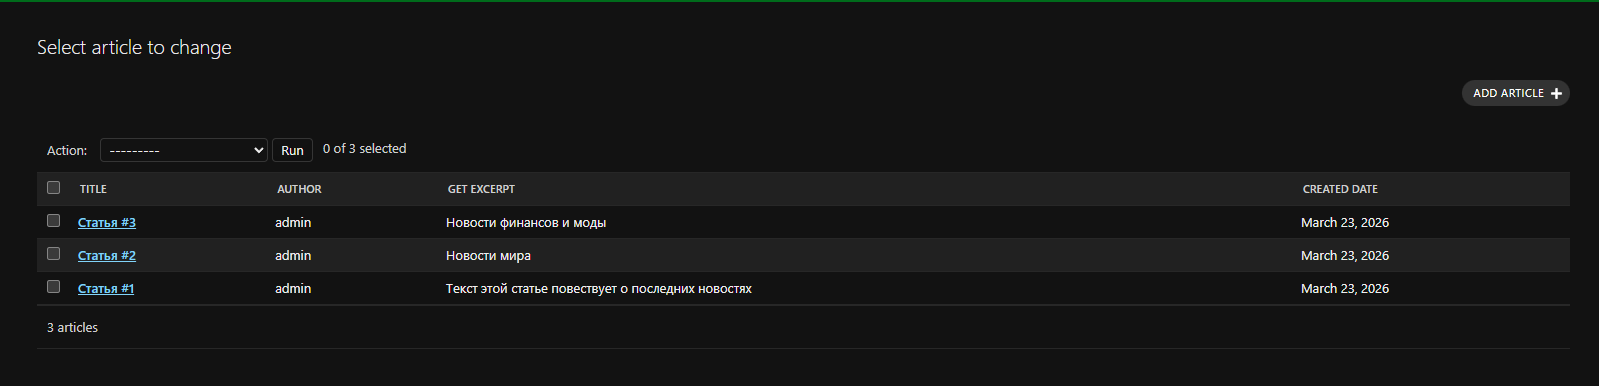 Select article to change
ADD ARTICLE +
Action: --------- Run 0 of 3 selected
TITLE AUTHOR GET EXCERPT CREATED DATE
Статья #3 admin Новости финансов и моды March 23, 2026
Статья #2 admin Новости мира March 23, 2026
Статья #1 admin Текст этой статье повествует о последних новостях March 23, 2026
3 articles